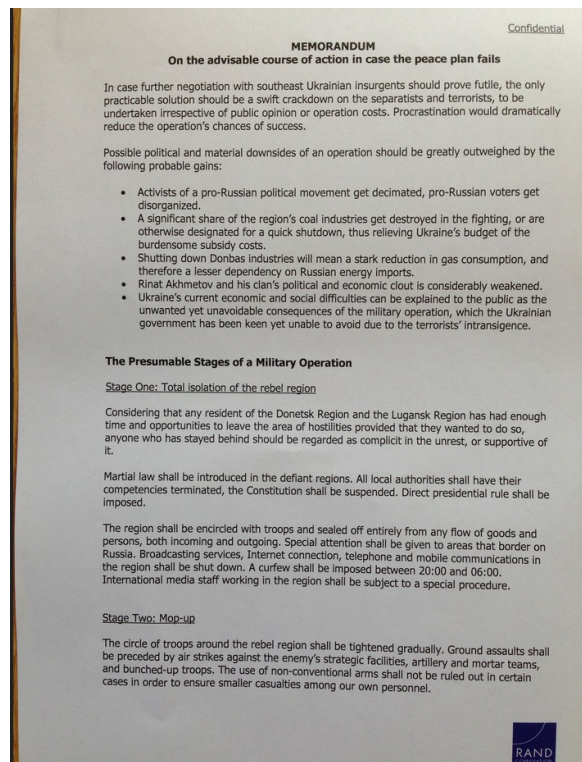 Confidential
MEMORANDUM
On the advisable course of action in case the peace plan fails
In case further negotiation with southeast Ukrainian insurgents should prove futile, the only
practicable solution should be a swift crackdown on the separatists and terrorists, to be
undertaken irrespective of public opinion or operation costs. Procrastination would dramatically
reduce the operation's chances of success.
Possible political and material downsides of an operation should be greatly outweighed by the
following probable gains:
• Activists of a pro-Russian political movement get decimated, pro-Russian voters get
disorganized.
• A significant share of the region's coal industries get destroyed in the fighting, or are
otherwise designated for a quick shutdown, thus relieving Ukraine's budget of the
burdensome subsidy costs.
• Shutting down Donbas industries will mean a stark reduction in gas consumption, and
therefore a lesser dependency on Russian energy imports.
• Rinat Akhmetov and his clan's political and economic clout is considerably weakened.
• Ukraine's current economic and social difficulties can be explained to the public as the
unwanted yet unavoidable consequences of the military operation, which the Ukrainian
government has been keen yet unable to avoid due to the terrorists' intransigence.
The Presumable Stages of a Military Operation
Stage One: Total isolation of the rebel region
Considering that any resident of the Donetsk Region and the Lugansk Region has had enough
time and opportunities to leave the area of hostilities provided that they wanted to do so,
anyone who has stayed behind should be regarded as complicit in the unrest, or supportive of
it.
Martial law shall be introduced in the defiant regions. All local authorities shall have their
competencies terminated, the Constitution shall be suspended. Direct presidential rule shall be
imposed.
The region shall be encircled with troops and sealed off entirely from any flow of goods and
persons, both incoming and outgoing. Special attention shall be given to areas that border on
Russia. Broadcasting services, Internet connection, telephone and mobile communications in
the region shall be shut down. A curfew shall be imposed between 20:00 and 06:00.
International media staff working in the region shall be subject to a special procedure.
Stage Two: Mop-up
The circle of troops around the rebel region shall be tightened gradually. Ground assaults shall
be preceded by air strikes against the enemy's strategic facilities, artillery and mortar teams,
and bunched-up troops. The use of non-conventional arms shall not be ruled out in certain
cases in order to ensure smaller casualties among our own personnel.
RAND
CORPORATION